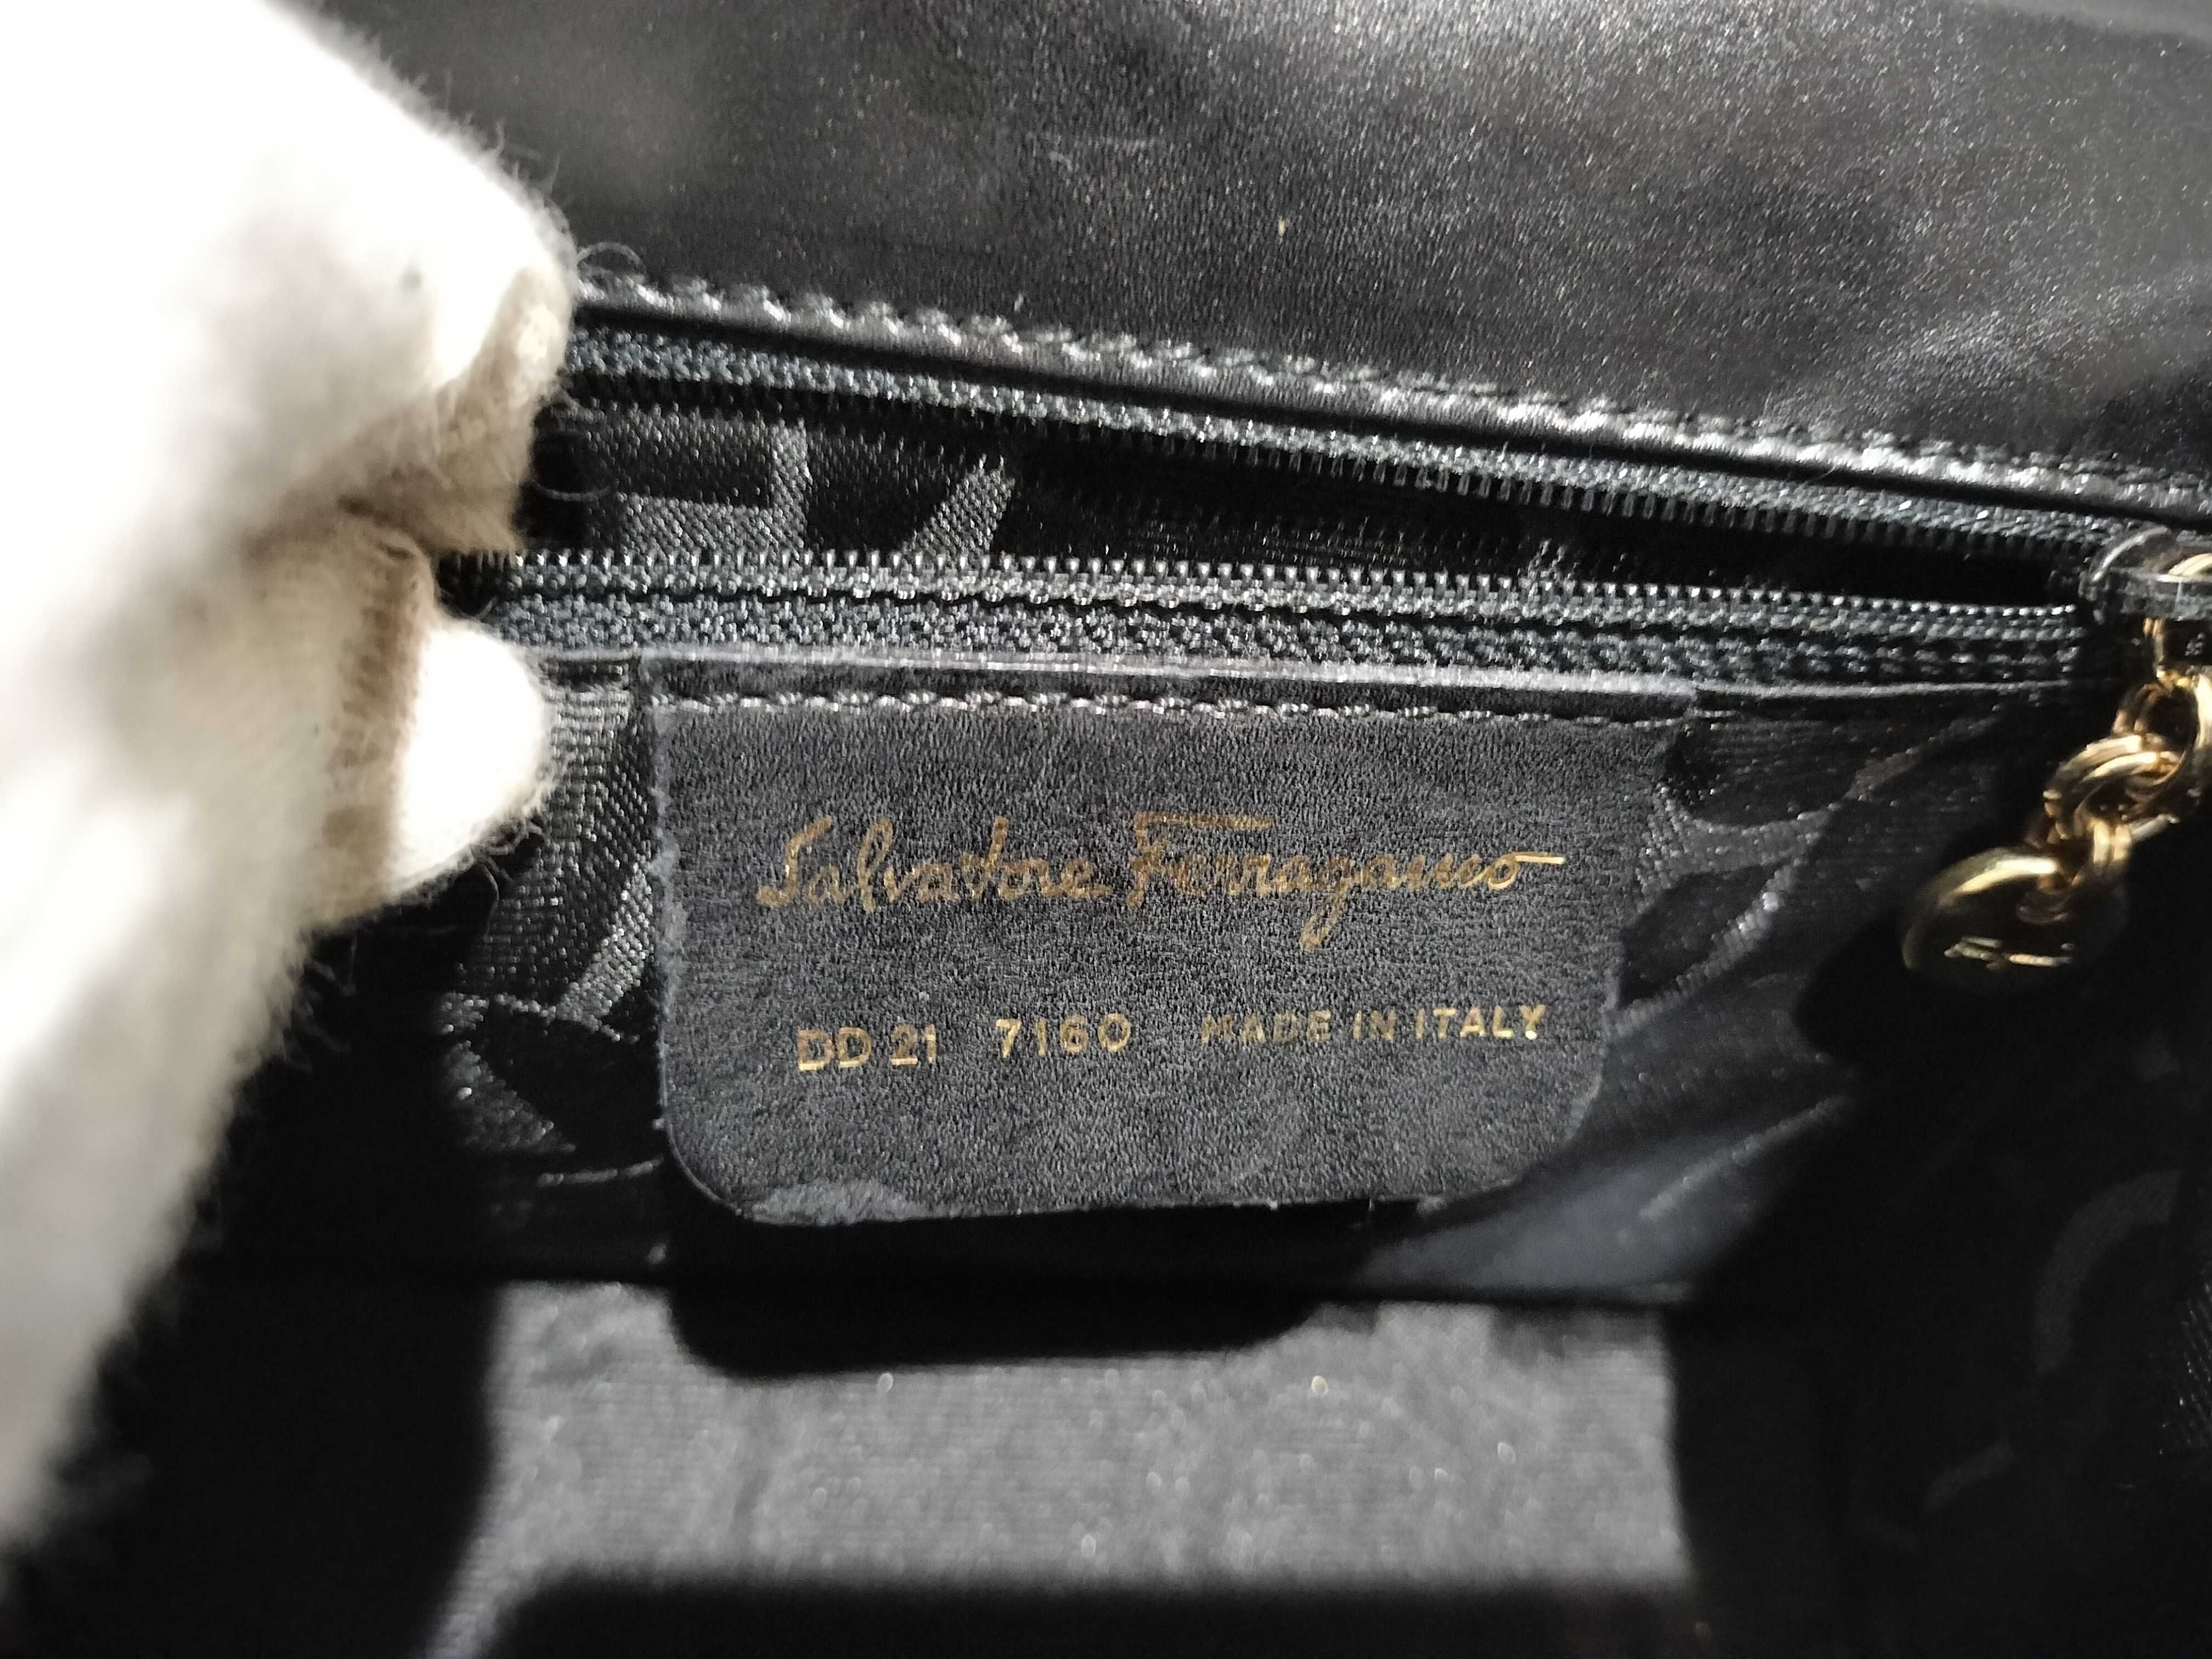 Salvatore Ferragamo
DD 21 7160 MADE IN ITALY